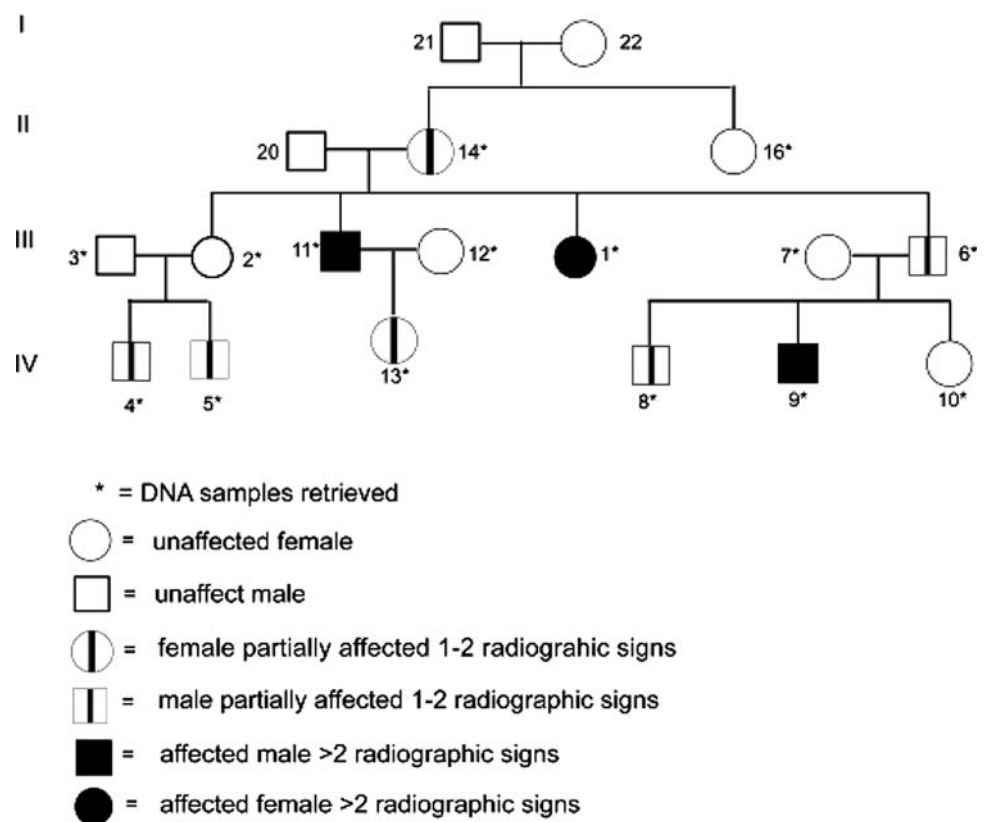 I
21 22
II
20 14* 16*
III
3* 2* 11* 12* 1* 7* 6*
IV
4* 5* 13* 8* 9* 10*
* = DNA samples retrieved
= unaffected female
= unaffect male
= female partially affected 1-2 radiograhic signs
= male partially affected 1-2 radiographic signs
= affected male >2 radiographic signs
= affected female >2 radiographic signs